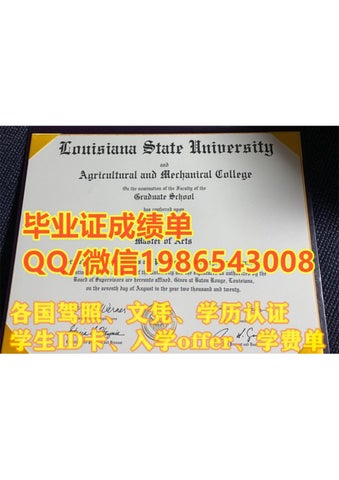 Louisiana State University
and
Agricultural and Mechanical College
On the nomination of the Faculty of the
Graduate School
has conferred upon
毕业证成绩单
Master of Arts
QQ/微信1986543008
Board of Supervisors are hereunto affixed. Given at Baton Rouge, Louisiana,
on the seventh day of August in the year two thousand and twenty.
各国驾照、文凭、学历认证
学生ID卡、入学offer、学费单